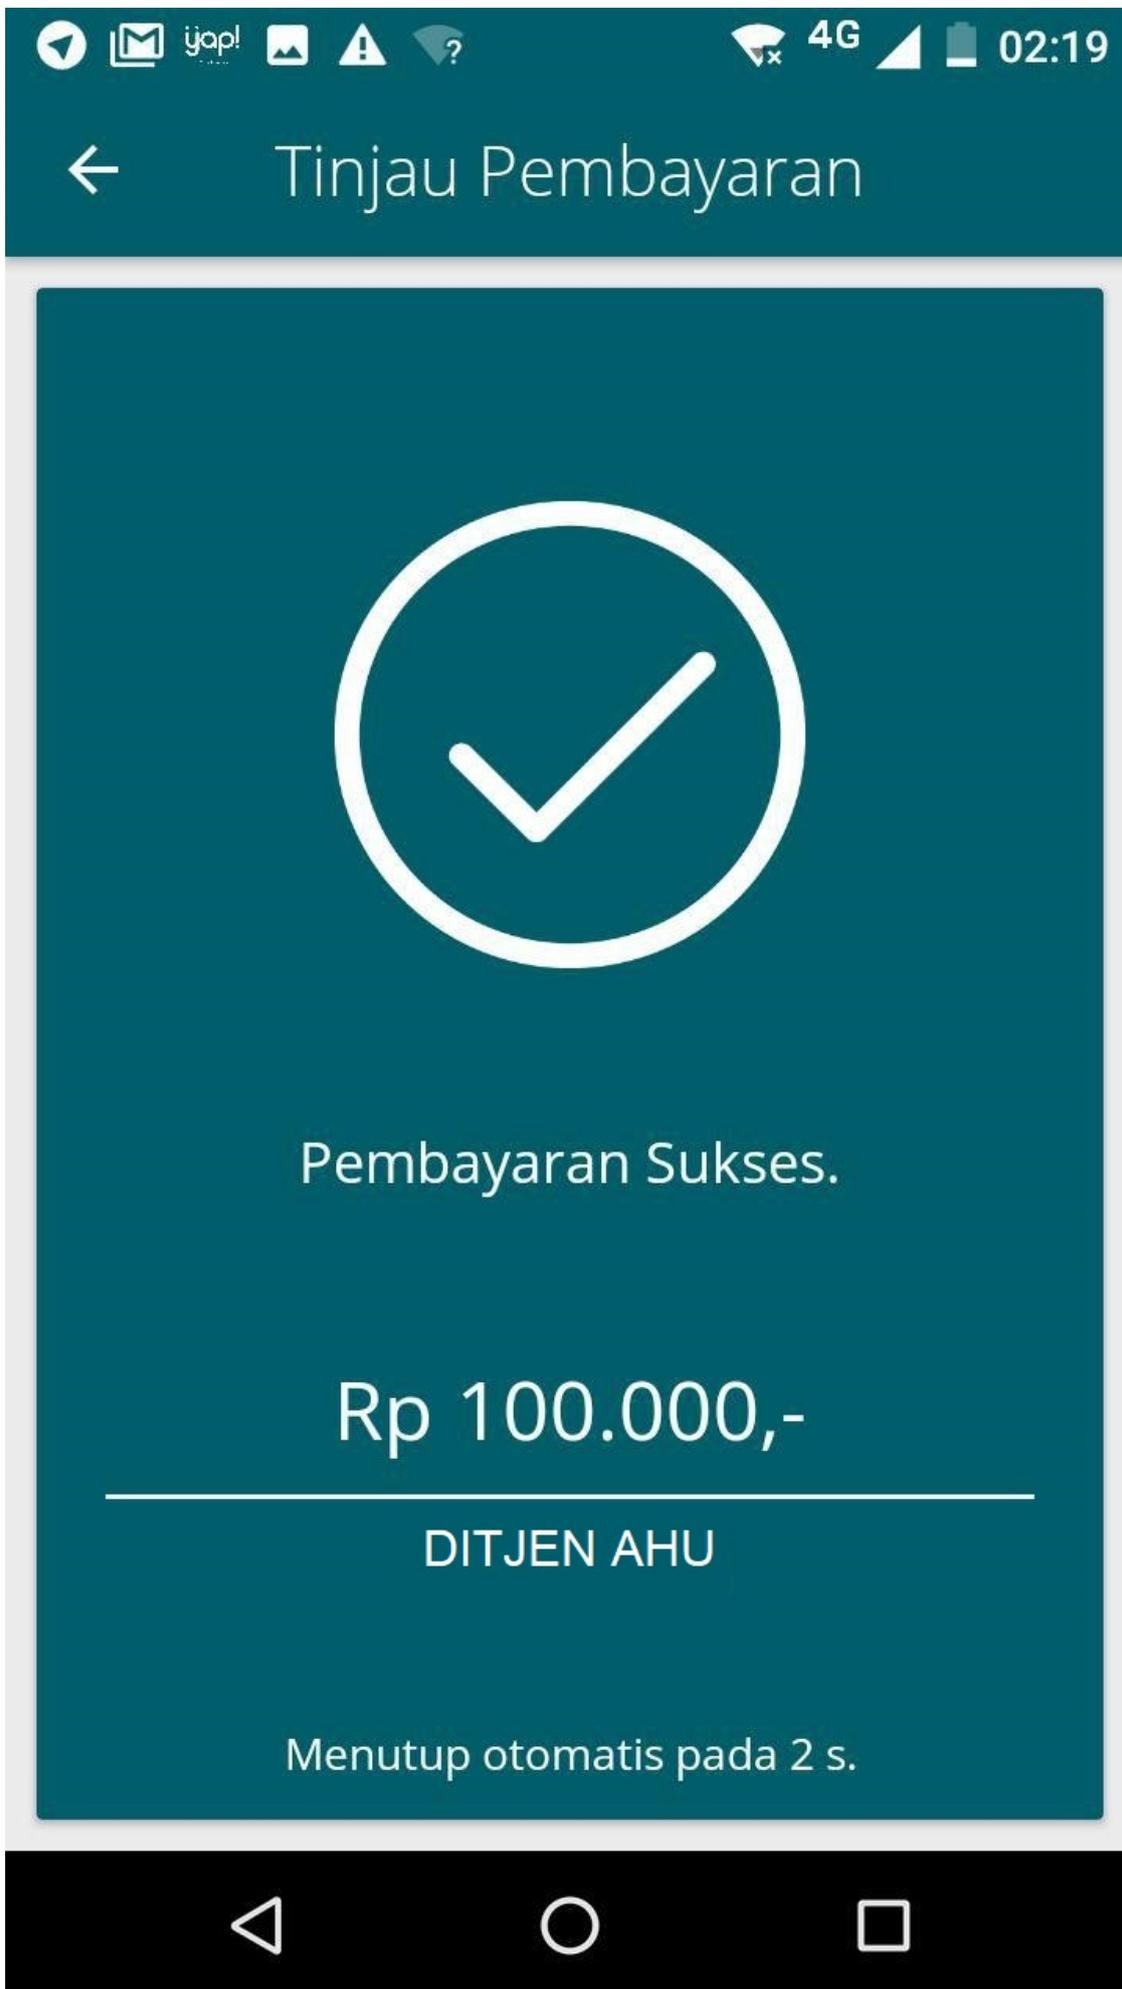 yap!
4G
02:19
Tinjau Pembayaran
Pembayaran Sukses.
Rp 100.000,-
DITJEN AHU
Menutup otomatis pada 2 s.